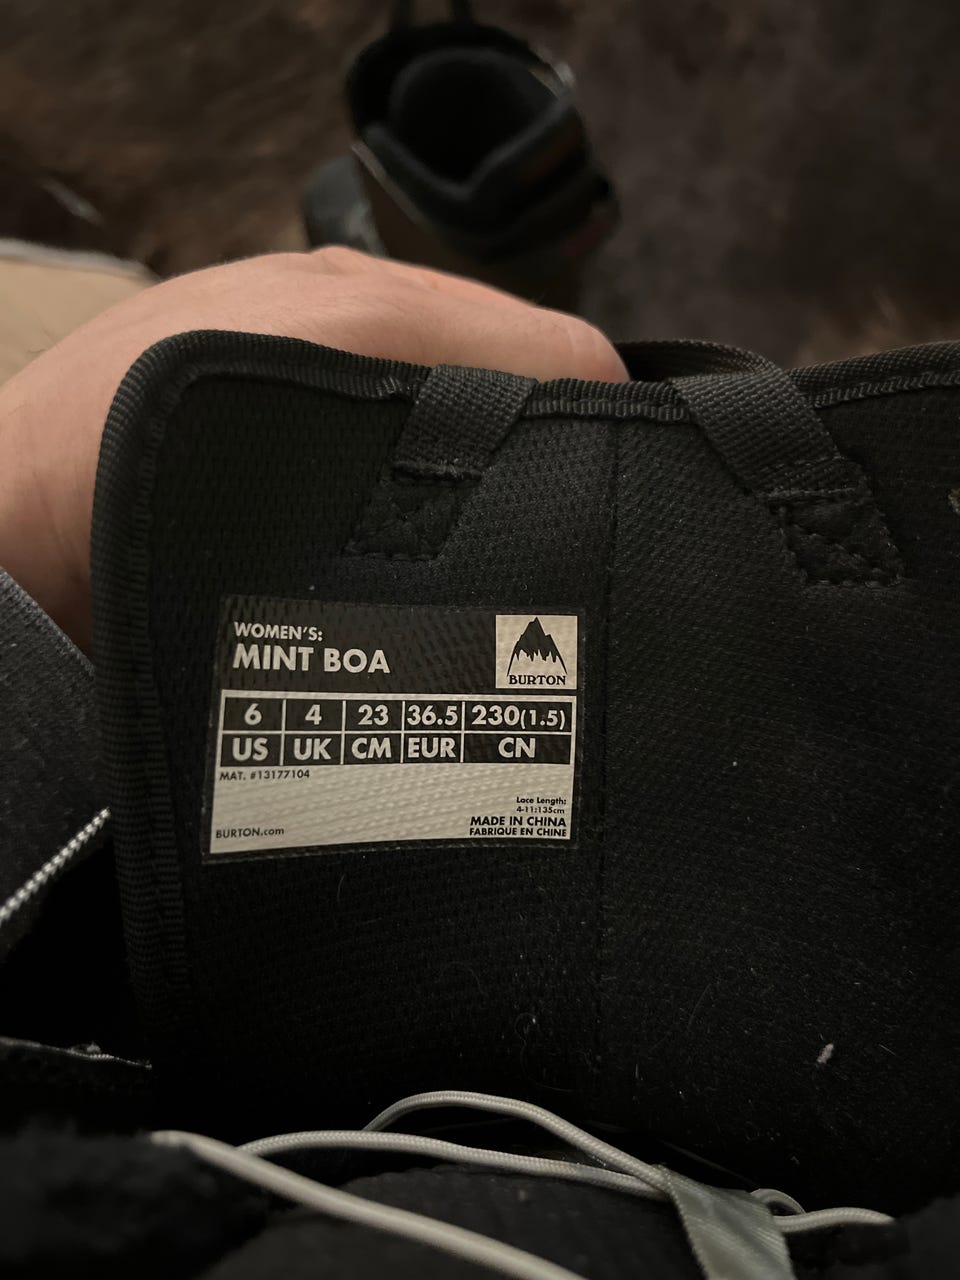 WOMEN'S:
MINT BOA
BURTON
6 4 23 36.5 230(1.5)
US UK CM EUR CN
MAT. #13177104
Lace Length:
4-11:135cm
MADE IN CHINA
BURTON.com FABRIQUE EN CHINE